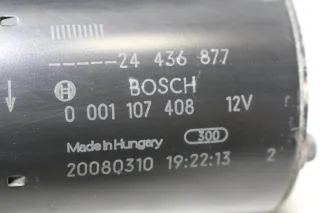 -----24 436 877
BOSCH
0 001 107 408 12V
Made in Hungary 300
20080310 19:22:13 2